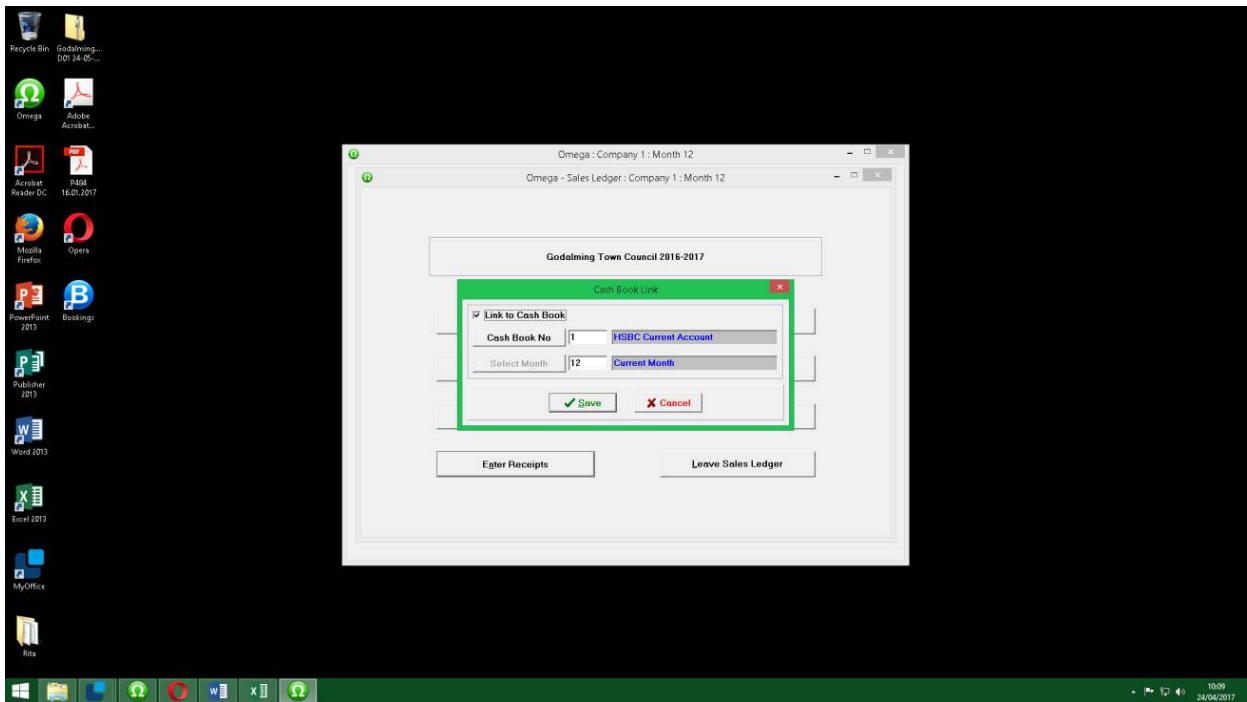 Recycle Bin
Godalming...
D01 24-05-...
Omega
Adobe
Acrobat...
Acrobat
Reader DC
PDF
P484
16.01.2017
Mozilla
Firefox
Opera
PowerPoint
2013
Bookings
Publisher
2013
Word 2013
Excel 2013
MyOffice
Rita
Omega : Company 1 : Month 12
Omega - Sales Ledger : Company 1 : Month 12
Godalming Town Council 2016-2017
Cash Book Link
Link to Cash Book
Cash Book No 1 HSBC Current Account
Select Month 12 Current Month
Save Cancel
Enter Receipts Leave Sales Ledger
10:09
24/04/2017